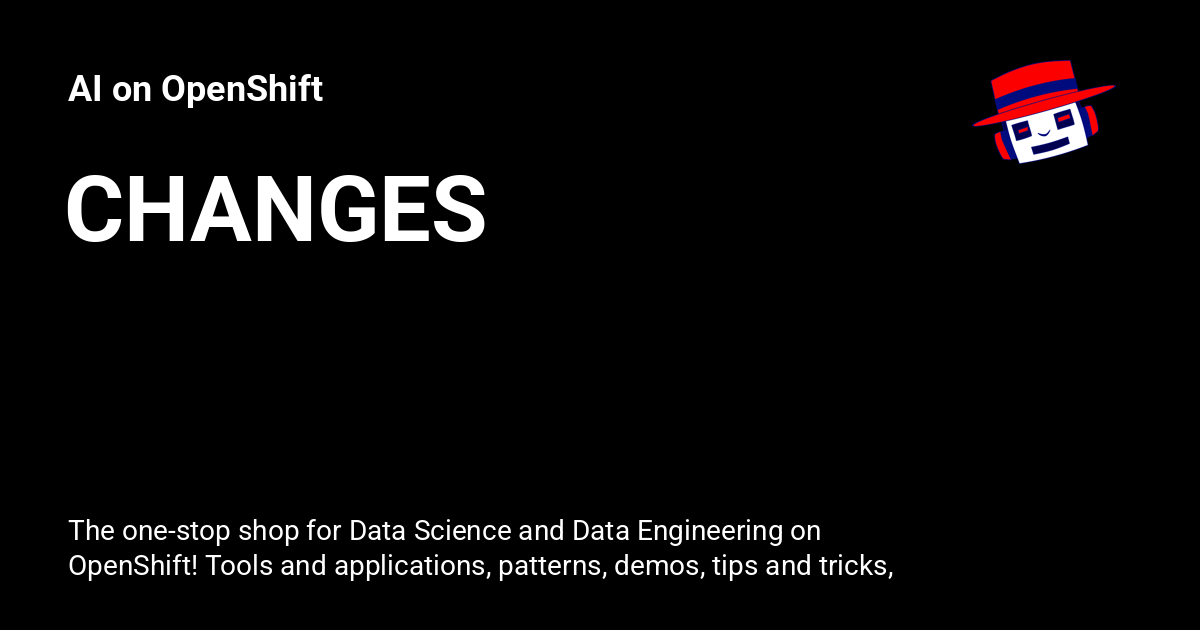 AI on OpenShift
CHANGES
The one-stop shop for Data Science and Data Engineering on
OpenShift! Tools and applications, patterns, demos, tips and tricks,